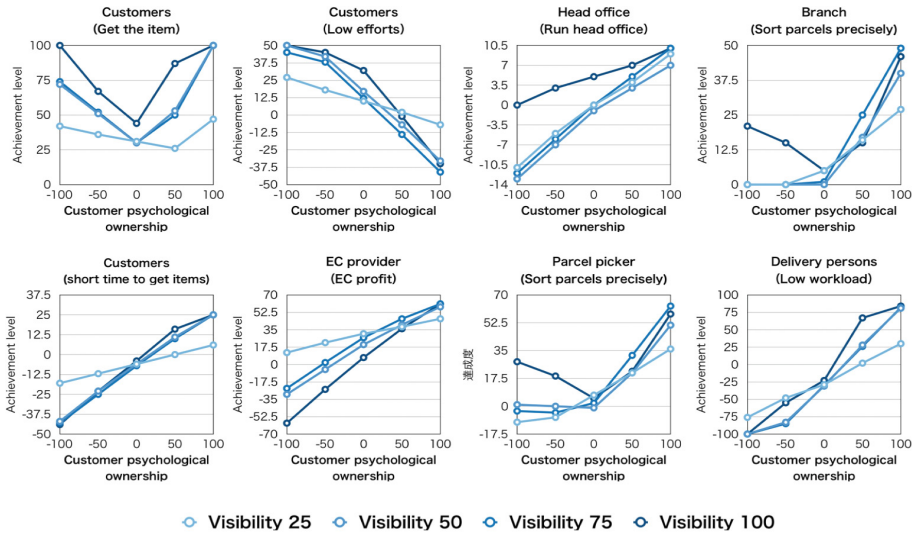 Customers
(Get the item)
100
75
50
25
0
Achievement level
-100 -50 0 50 100
Customer psychological
ownership
Customers
(Low efforts)
50
37.5
25
12.5
0
-12.5
-25
-37.5
-50
Achievement level
-100 -50 0 50 100
Customer psychological
ownership
Head office
(Run head office)
10.5
7
3.5
0
-3.5
-7
-10.5
-14
Achievement level
-100 -50 0 50 100
Customer psychological
ownership
Branch
(Sort parcels precisely)
50
37.5
25
12.5
0
Achievement level
-100 -50 0 50 100
Customer psychological
ownership
Customers
(short time to get items)
37.5
25
12.5
0
-12.5
-25
-37.5
-50
Achievement level
-100 -50 0 50 100
Customer psychological
ownership
EC provider
(EC profit)
70
52.5
35
17.5
0
-17.5
-35
-52.5
-70
Achievement level
-100 -50 0 50 100
Customer psychological
ownership
Parcel picker
(Sort parcels precisely)
70
52.5
35
17.5
0
-17.5
達成度
-100 -50 0 50 100
Customer psychological
ownership
Delivery persons
(Low workload)
100
75
50
25
0
-25
-50
-75
-100
Achievement level
-100 -50 0 50 100
Customer psychological
ownership
Visibility 25 Visibility 50 Visibility 75 Visibility 100